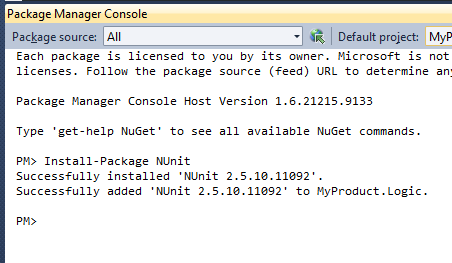 Package Manager Console
Package source: All Default project: MyP
Each package is licensed to you by its owner. Microsoft is not
licenses. Follow the package source (feed) URL to determine any
Package Manager Console Host Version 1.6.21215.9133
Type 'get-help NuGet' to see all available NuGet commands.
PM> Install-Package NUnit
Successfully installed 'NUnit 2.5.10.11092'.
Successfully added 'NUnit 2.5.10.11092' to MyProduct.Logic.
PM>